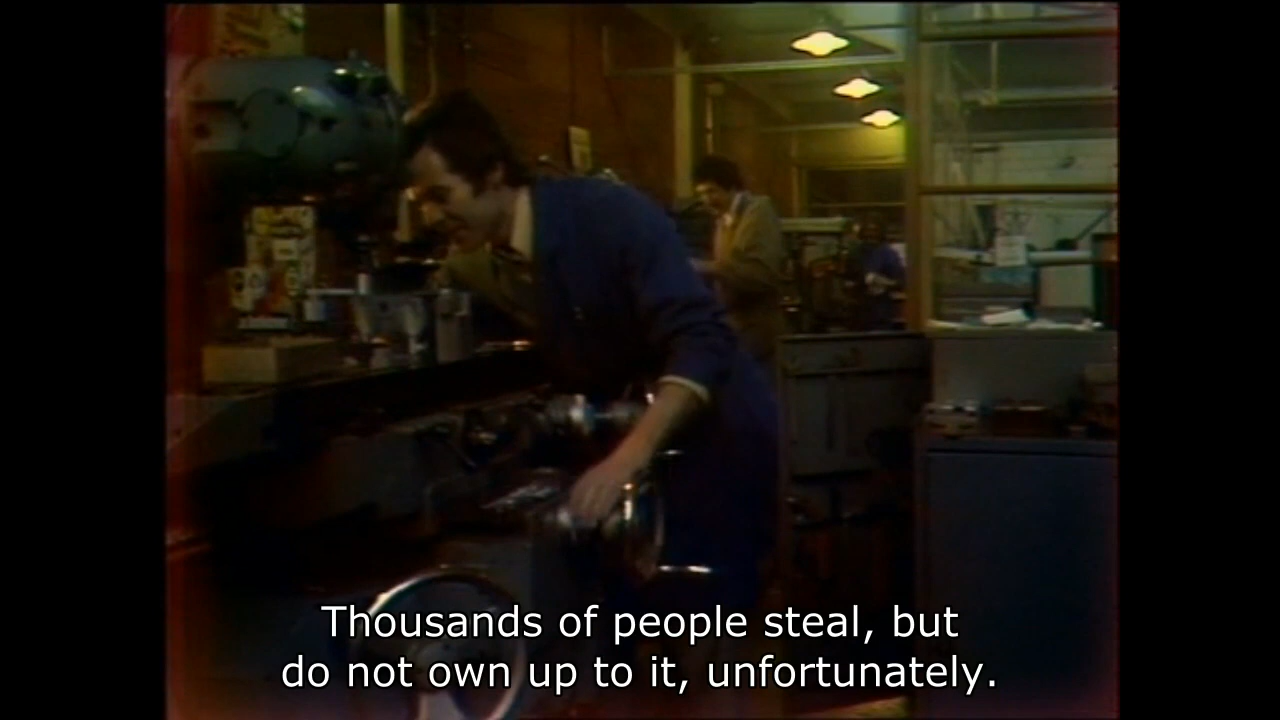 Thousands of people steal, but
do not own up to it, unfortunately.